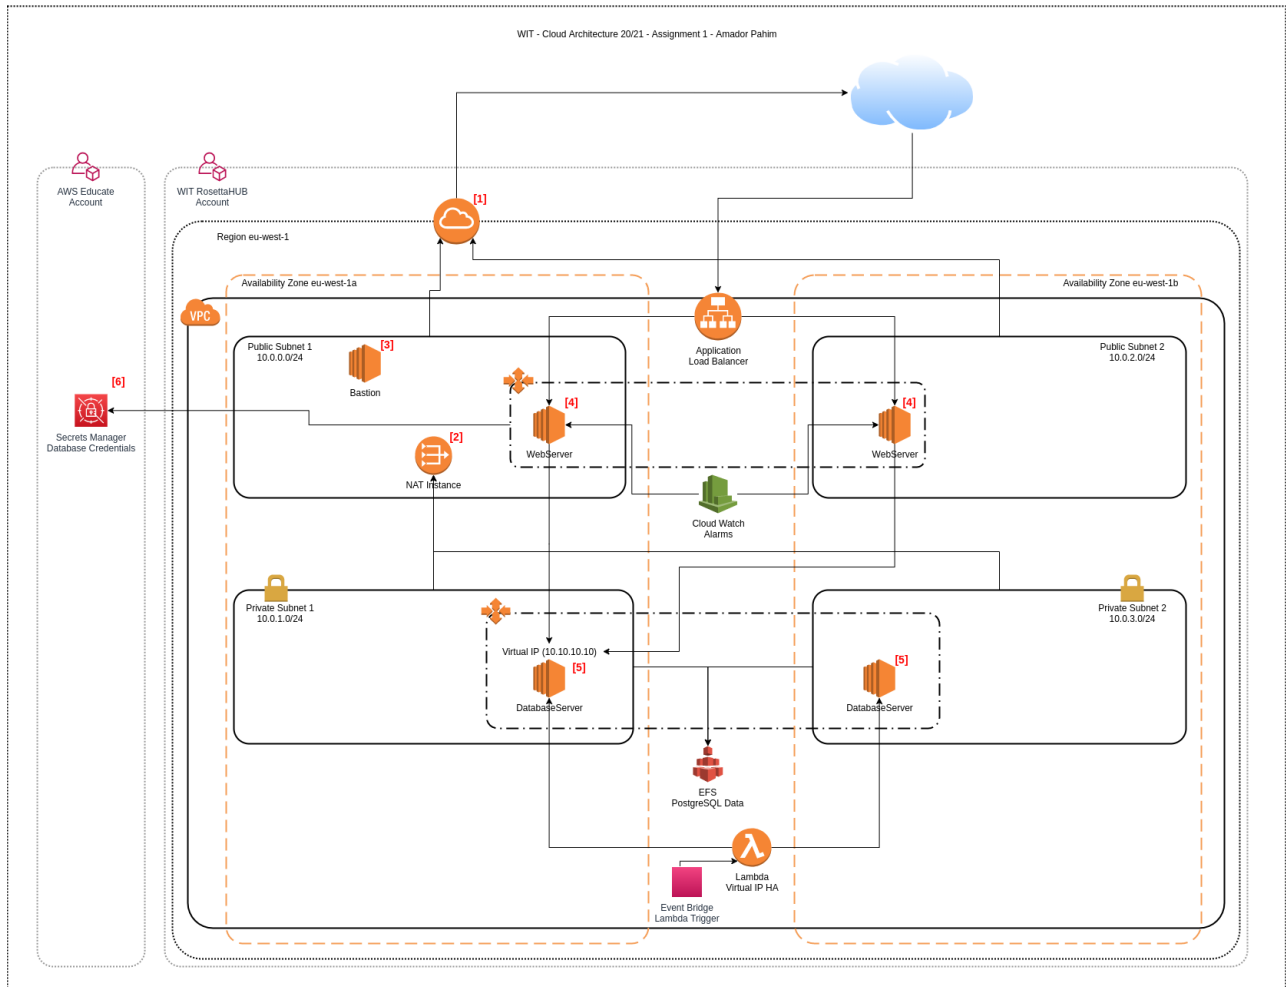 WIT - Cloud Architecture 20/21 - Assignment 1 - Amador Pahim
AWS Educate
Account
WIT RosettaHUB
Account
[1]
Region eu-west-1
Availability Zone eu-west-1a
Availability Zone eu-west-1b
VPC
Public Subnet 1
10.0.0.0/24
[3]
Bastion
Application
Load Balancer
Public Subnet 2
10.0.2.0/24
[6]
Secrets Manager
Database Credentials
[4]
WebServer
[4]
WebServer
[2]
NAT Instance
Cloud Watch
Alarms
Private Subnet 1
10.0.1.0/24
Private Subnet 2
10.0.3.0/24
Virtual IP (10.10.10.10)
[5]
DatabaseServer
[5]
DatabaseServer
EFS
PostgreSQL Data
Lambda
Virtual IP HA
Event Bridge
Lambda Trigger